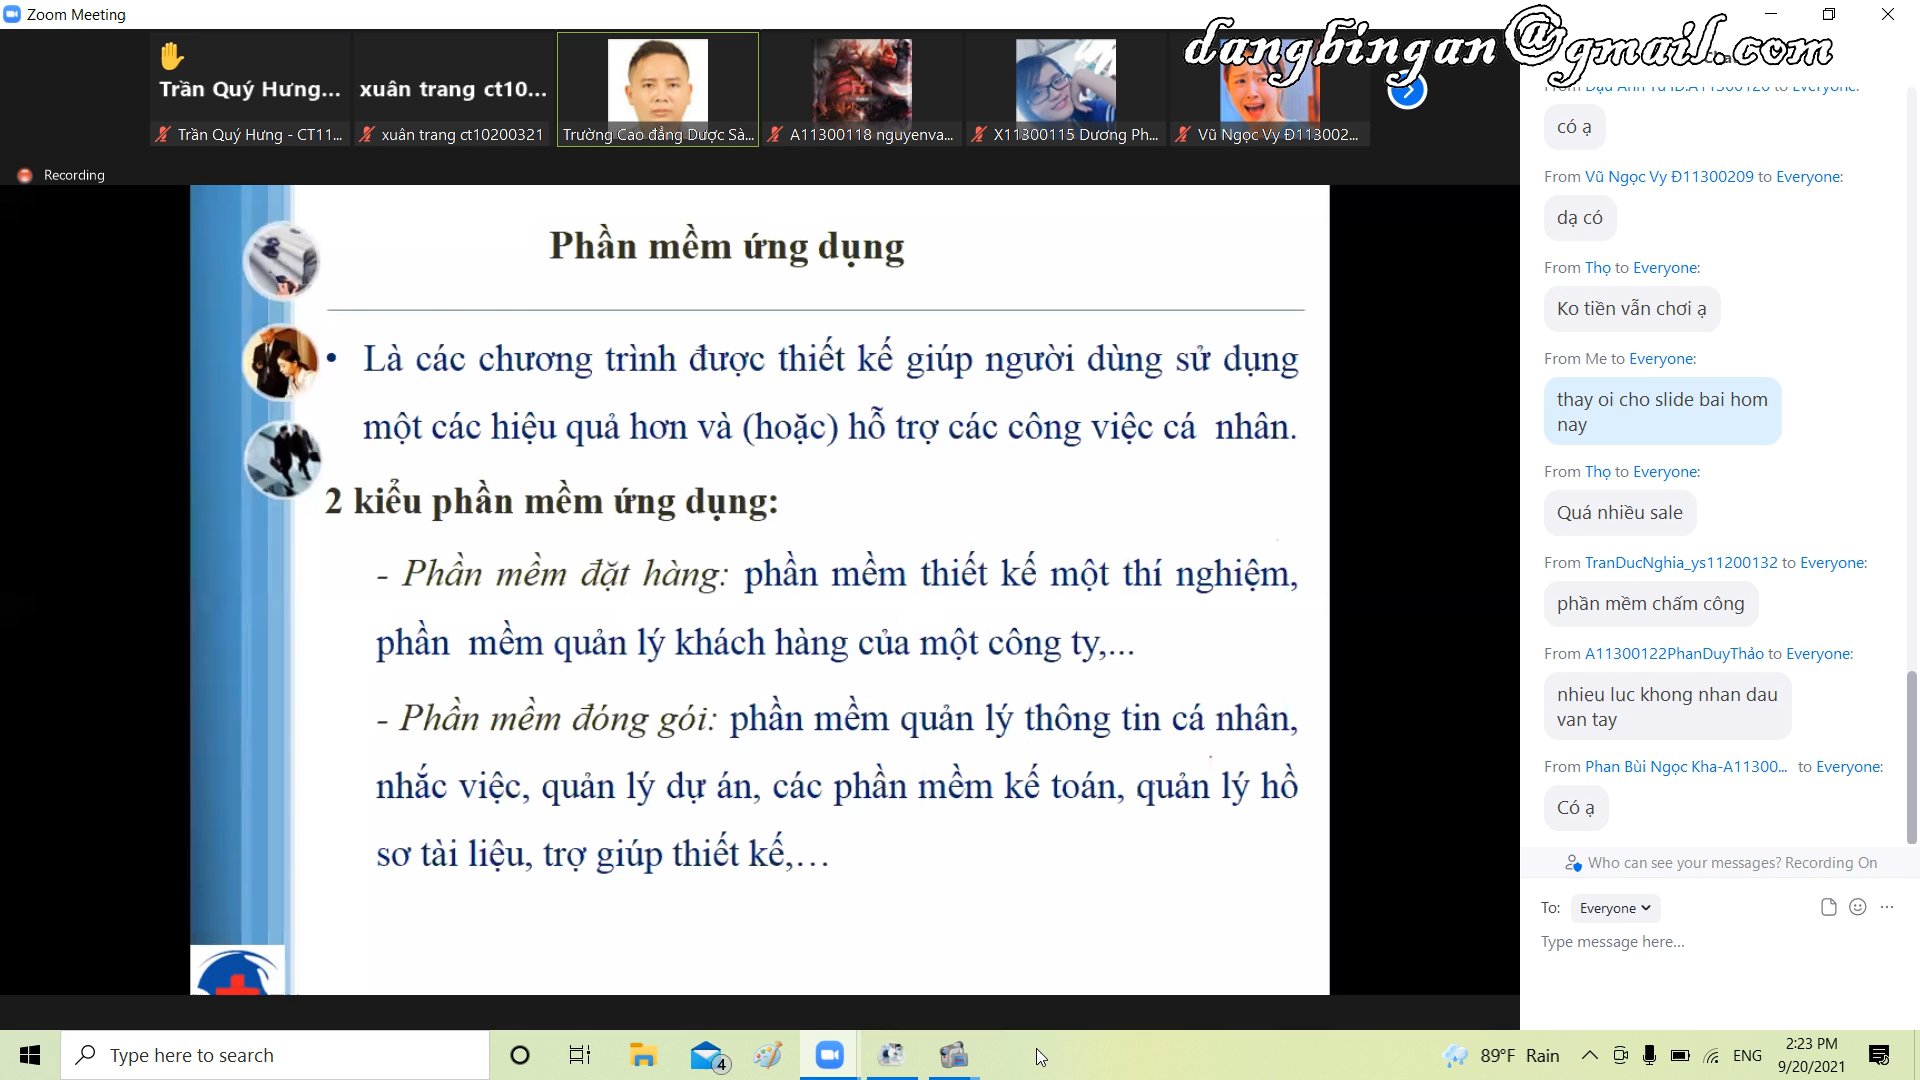 Zoom Meeting
dangbingan@gmail.com
Trần Quý Hưng...
xuân trang ct10...
Trần Quý Hưng - CT11...
xuân trang ct10200321
Trường Cao đẳng Dược Sà...
A11300118 nguyenva...
X11300115 Dương Ph...
Vũ Ngọc Vy Đ113002...
Recording
Phần mềm ứng dụng
• Là các chương trình được thiết kế giúp người dùng sử dụng
một các hiệu quả hơn và (hoặc) hỗ trợ các công việc cá nhân.
2 kiểu phần mềm ứng dụng:
- Phần mềm đặt hàng: phần mềm thiết kế một thí nghiệm,
phần mềm quản lý khách hàng của một công ty,...
- Phần mềm đóng gói: phần mềm quản lý thông tin cá nhân,
nhắc việc, quản lý dự án, các phần mềm kế toán, quản lý hồ
sơ tài liệu, trợ giúp thiết kế,…
có ạ
From Vũ Ngọc Vy Đ11300209 to Everyone:
dạ có
From Thọ to Everyone:
Ko tiền vẫn chơi ạ
From Me to Everyone:
thay oi cho slide bai hom
nay
From Thọ to Everyone:
Quá nhiều sale
From TranDucNghia_ys11200132 to Everyone:
phần mềm chấm công
From A11300122PhanDuyThảo to Everyone:
nhieu luc khong nhan dau
van tay
From Phan Bùi Ngọc Kha-A11300... to Everyone:
Có ạ
Who can see your messages? Recording On
To: Everyone
Type message here...
Type here to search
4
89°F Rain
ENG
2:23 PM
9/20/2021